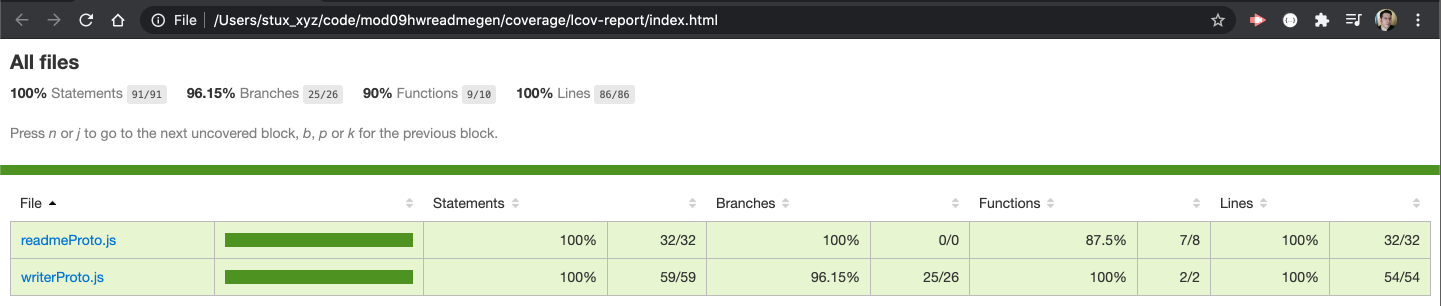 File /Users/stux_xyz/code/mod09hwreadmegen/coverage/lcov-report/index.html
All files
100% Statements 91/91 96.15% Branches 25/26 90% Functions 9/10 100% Lines 86/86
Press n or j to go to the next uncovered block, b, p or k for the previous block.
File Statements Branches Functions Lines
readmeProto.js 100% 32/32 100% 0/0 87.5% 7/8 100% 32/32
writerProto.js 100% 59/59 96.15% 25/26 100% 2/2 100% 54/54